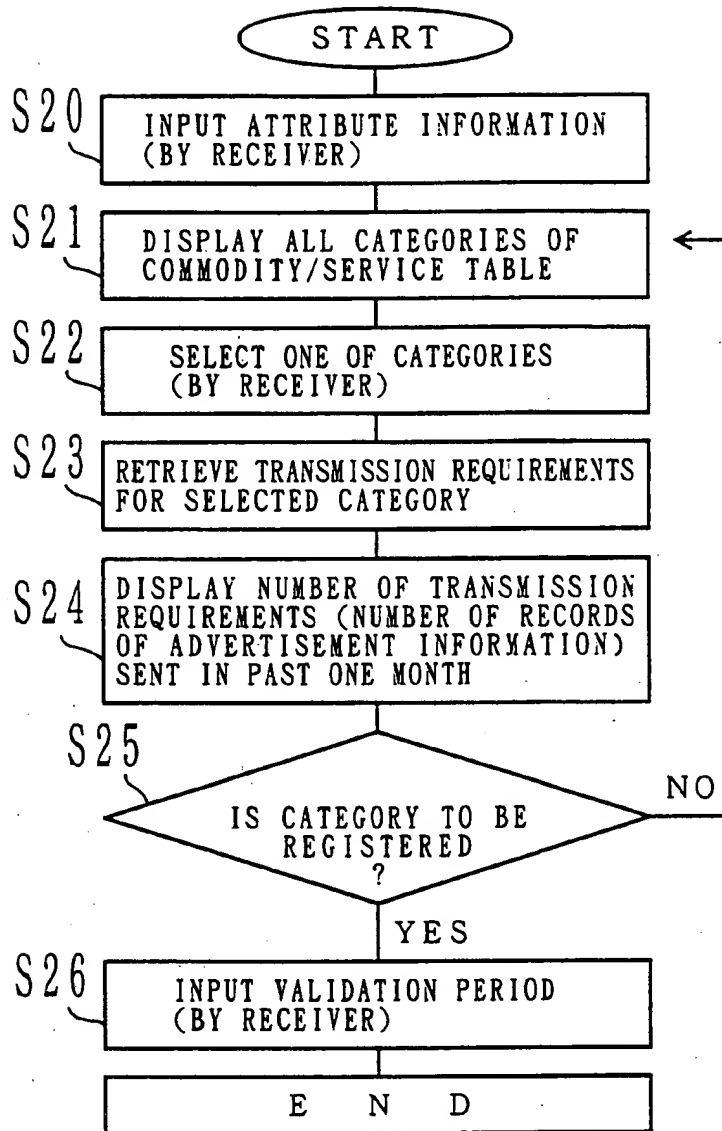 START
S20
INPUT ATTRIBUTE INFORMATION
(BY RECEIVER)
S21
DISPLAY ALL CATEGORIES OF
COMMODITY/SERVICE TABLE
S22
SELECT ONE OF CATEGORIES
(BY RECEIVER)
S23
RETRIEVE TRANSMISSION REQUIREMENTS
FOR SELECTED CATEGORY
S24
DISPLAY NUMBER OF TRANSMISSION
REQUIREMENTS (NUMBER OF RECORDS
OF ADVERTISEMENT INFORMATION)
SENT IN PAST ONE MONTH
S25
IS CATEGORY TO BE
REGISTERED
?
NO
YES
S26
INPUT VALIDATION PERIOD
(BY RECEIVER)
E N D